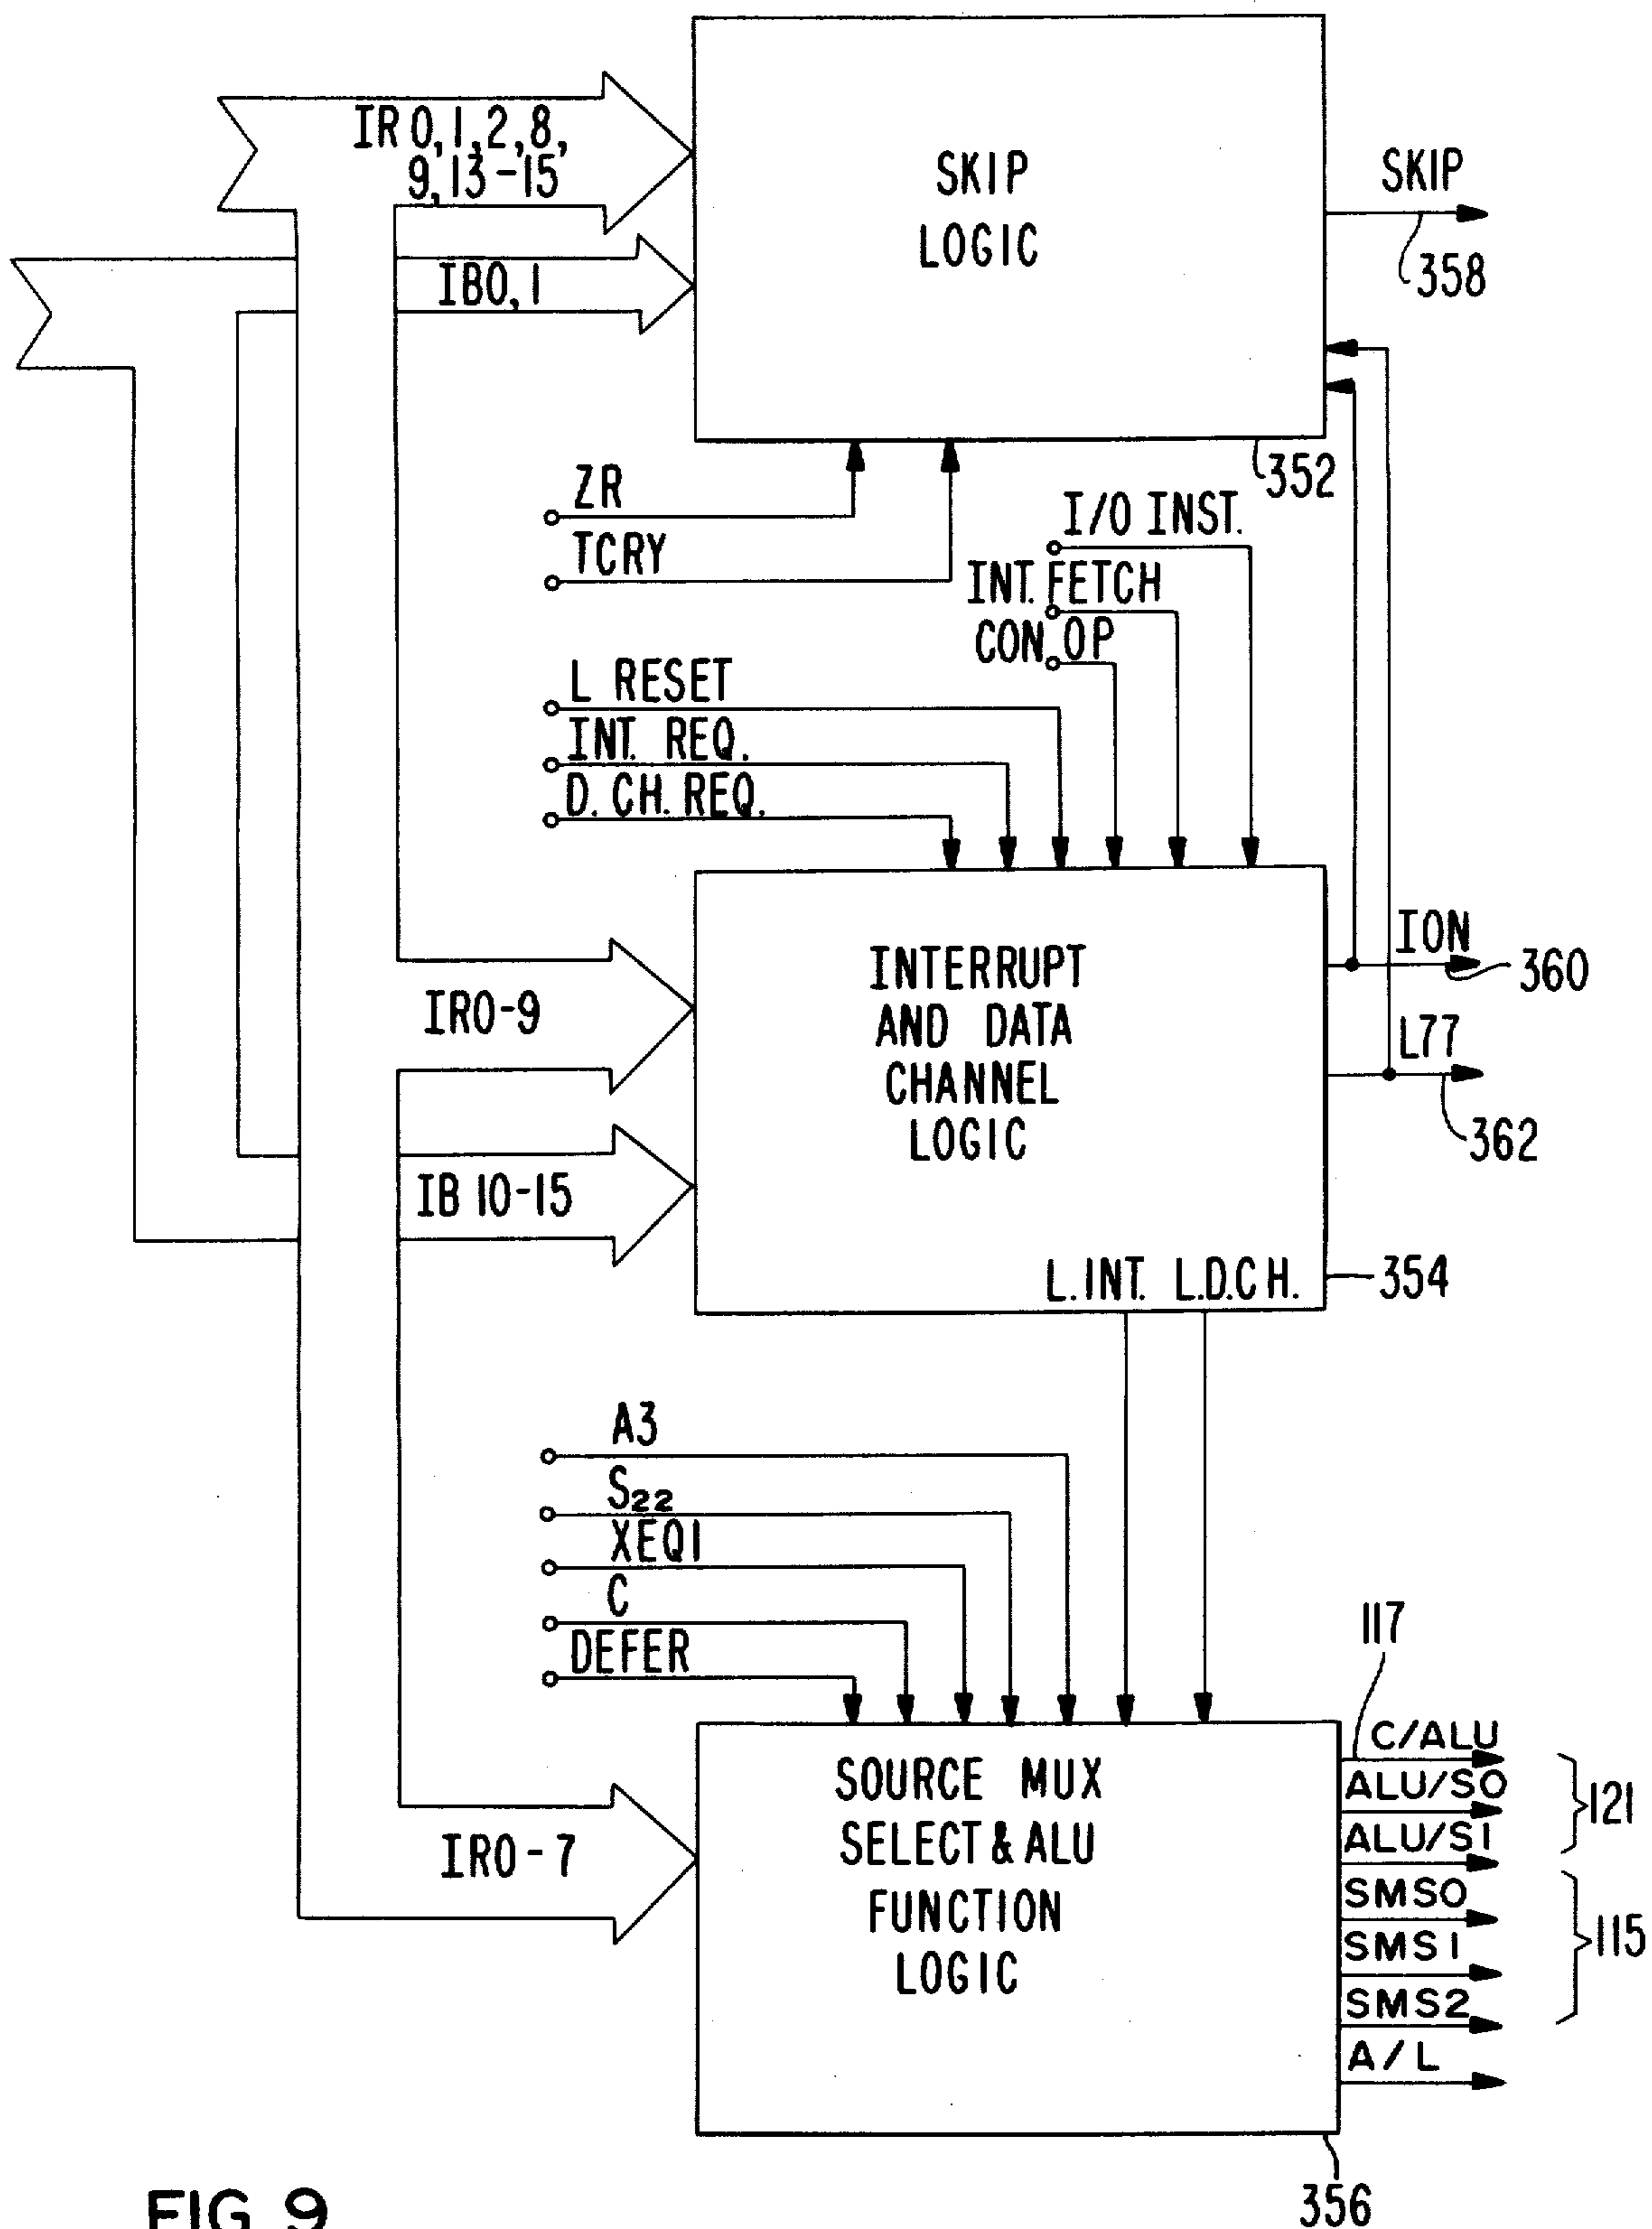 IR 0,1,2,8,
9,13-15
SKIP
LOGIC
SKIP
358
IB0,1
352
ZR
TCRY
I/O INST.
INT. FETCH
CON. OP
L RESET
INT. REQ.
D. CH. REQ.
INTERRUPT
AND DATA
CHANNEL
LOGIC
ION
360
IR0-9
L77
362
IB 10-15
L.INT. L.D.CH.
354
A3
S22
XEQ1
C
DEFER
117
SOURCE MUX
SELECT & ALU
FUNCTION
LOGIC
C/ALU
ALU/S0
ALU/S1
121
IR0-7
SMS0
SMS1
SMS2
115
A/L
356
FIG 9